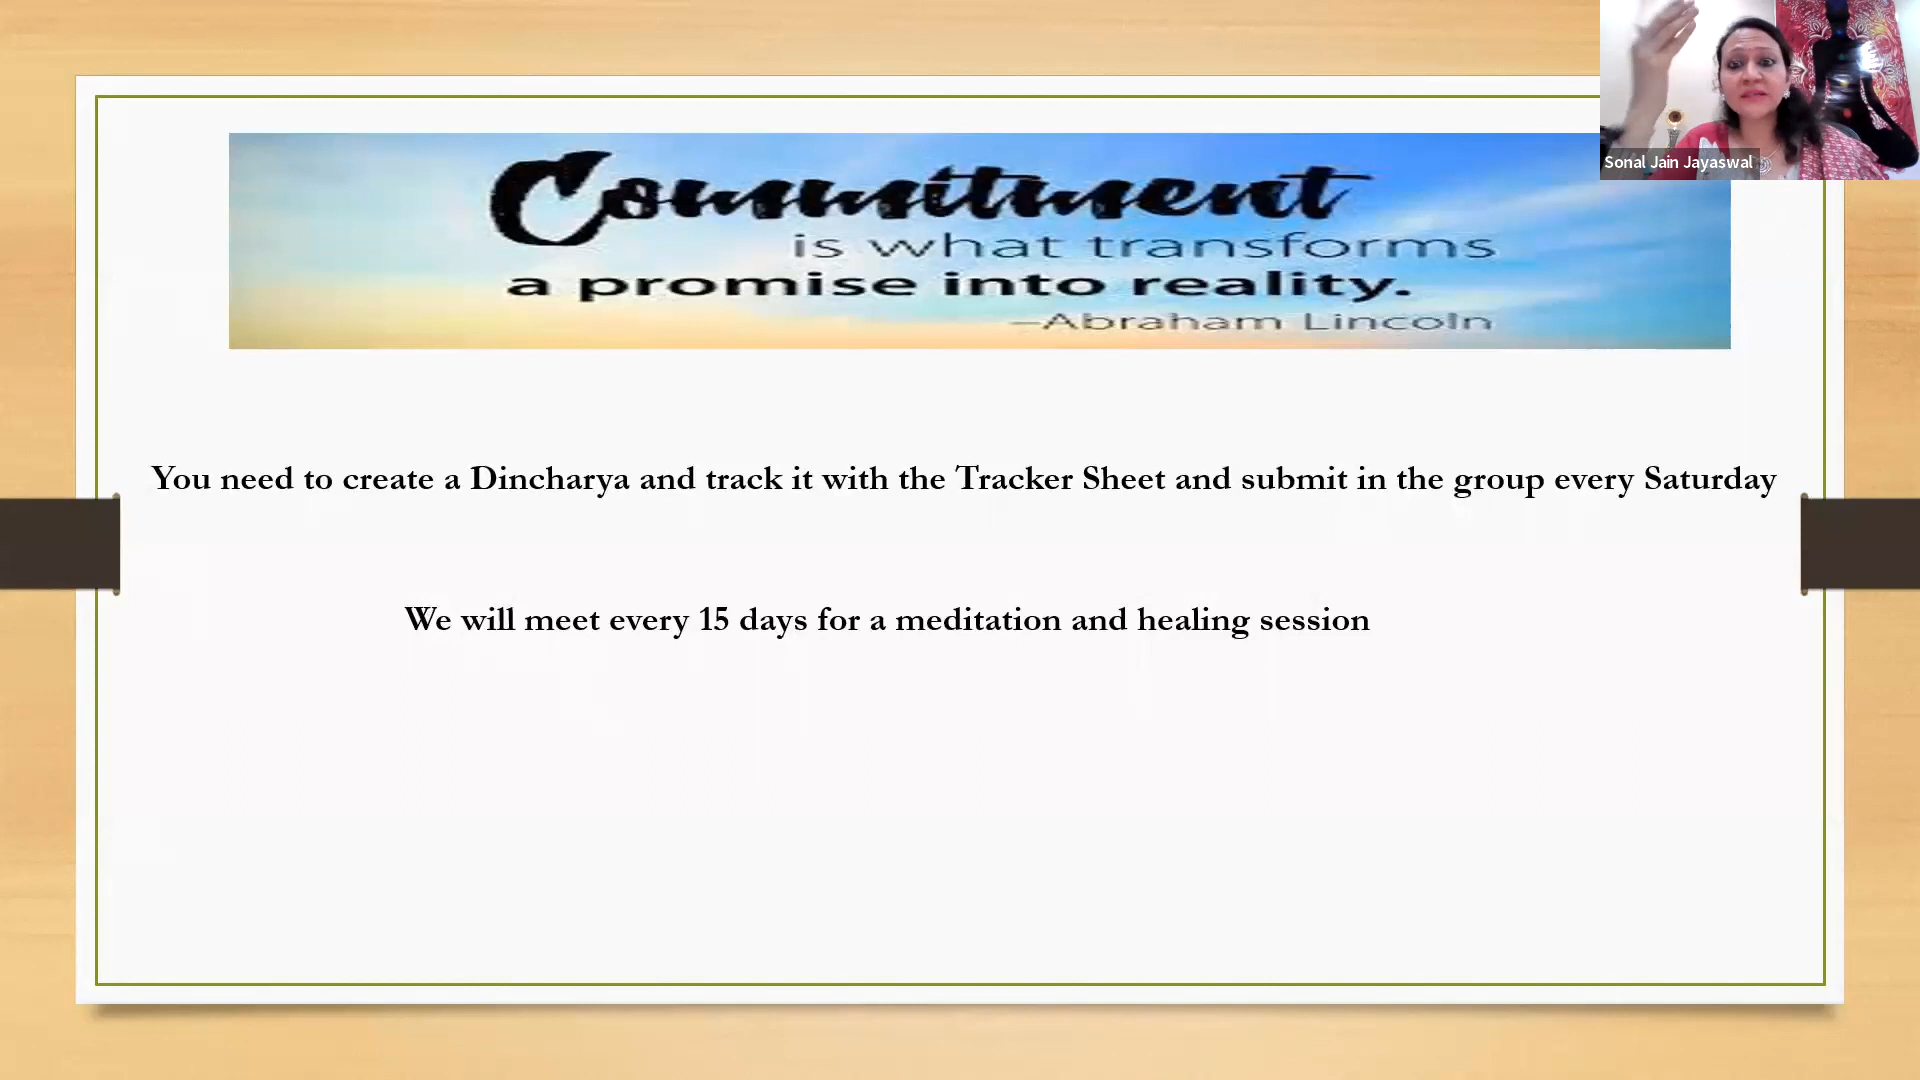 Commitment
is what transforms
a promise into reality.
—Abraham Lincoln
Sonal Jain Jayaswal
You need to create a Dincharya and track it with the Tracker Sheet and submit in the group every Saturday
We will meet every 15 days for a meditation and healing session